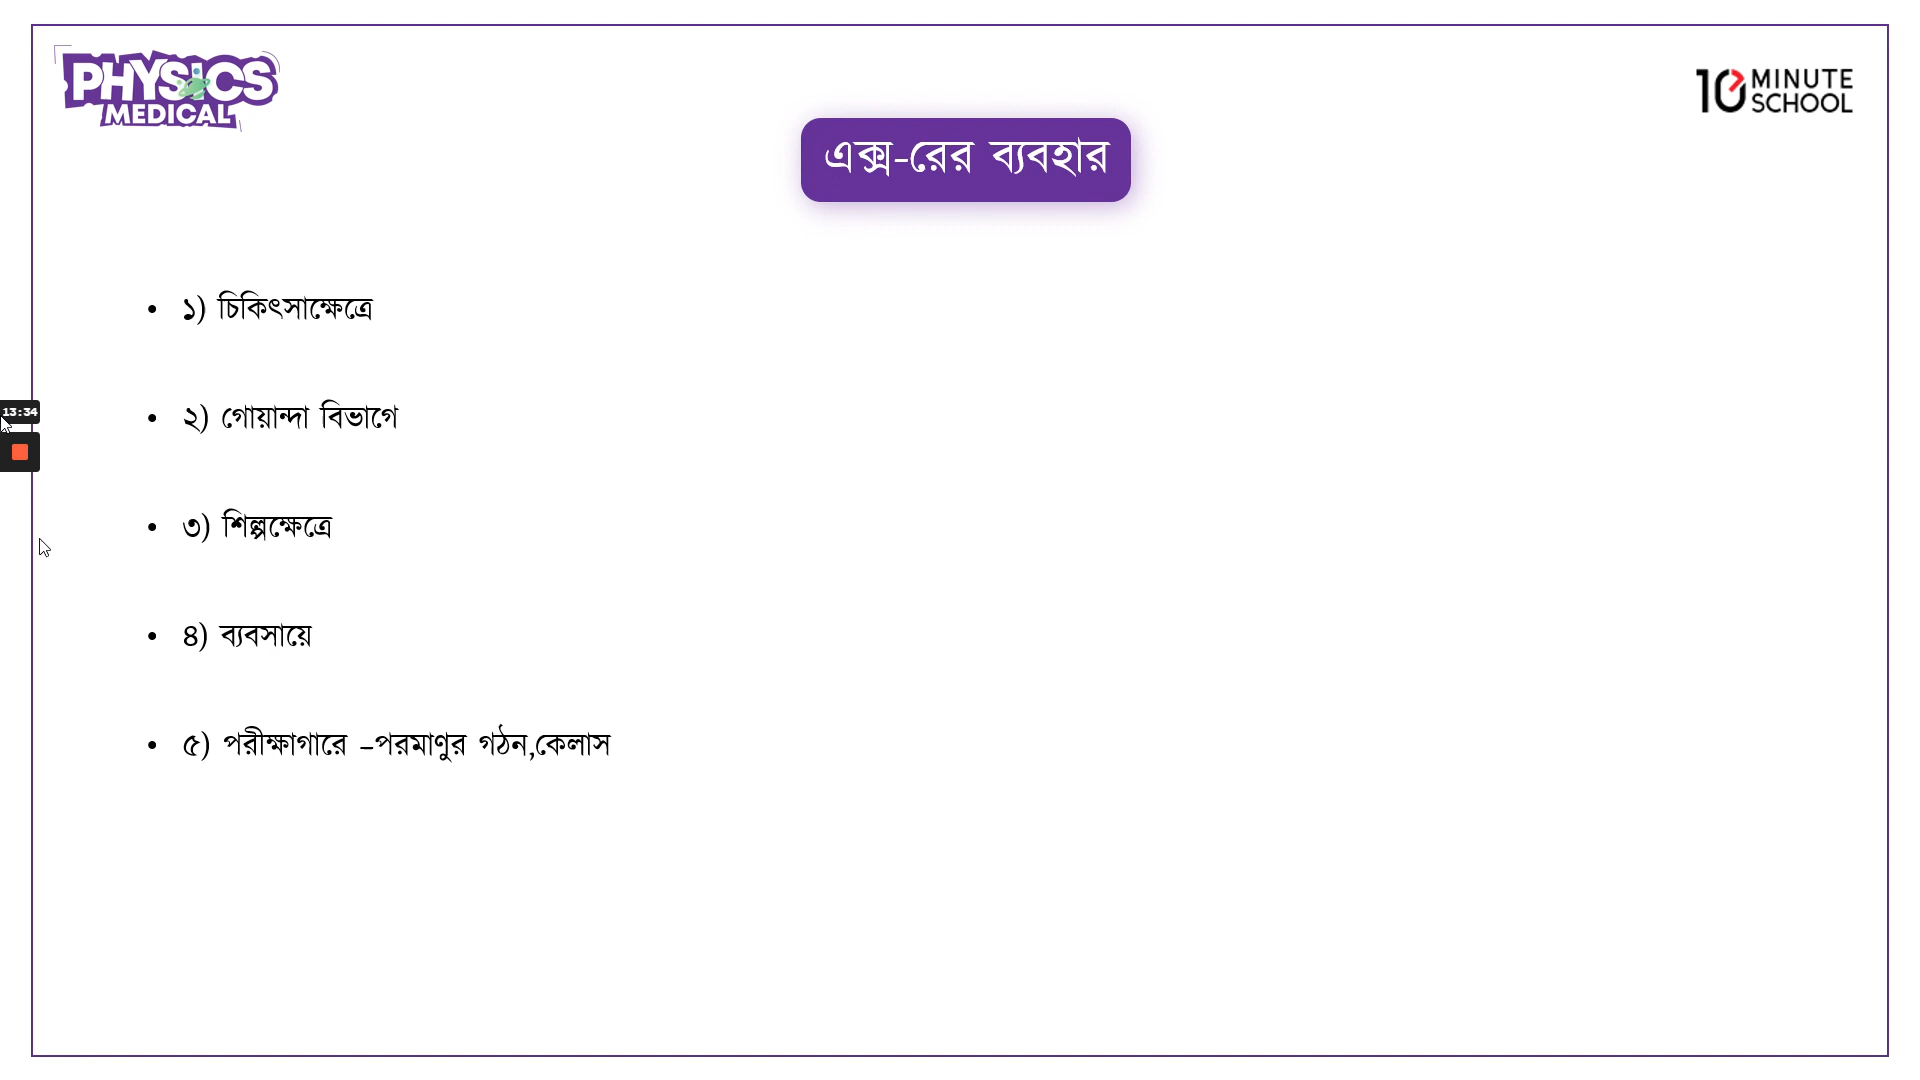 PHYSICS
MEDICAL
10 MINUTE
SCHOOL
এক্স-রের ব্যবহার
• ১) চিকিৎসাক্ষেত্রে
• ২) গোয়ান্দা বিভাগে
13:34
• ৩) শিল্পক্ষেত্রে
• ৪) ব্যবসায়ে
• ৫) পরীক্ষাগারে –পরমাণুর গঠন,কেলাস